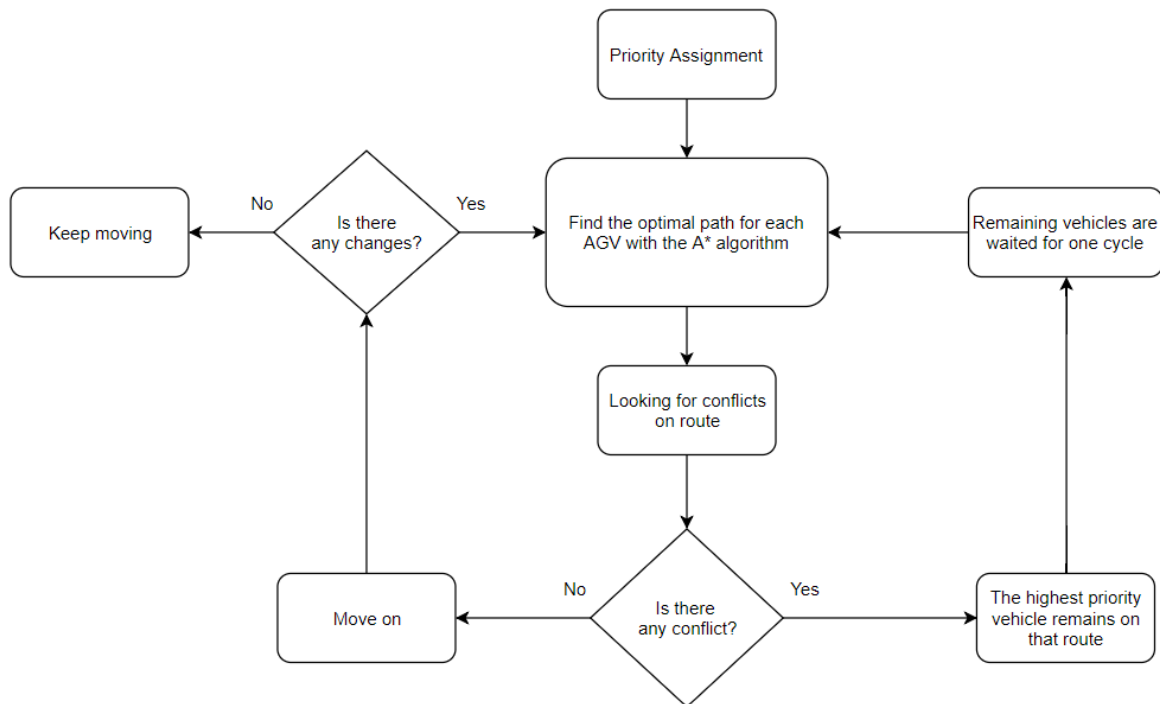 Priority Assignment
No
Is there
any changes?
Yes
Keep moving
Find the optimal path for each
AGV with the A* algorithm
Remaining vehicles are
waited for one cycle
Looking for conflicts
on route
No
Is there
any conflict?
Yes
Move on
The highest priority
vehicle remains on
that route